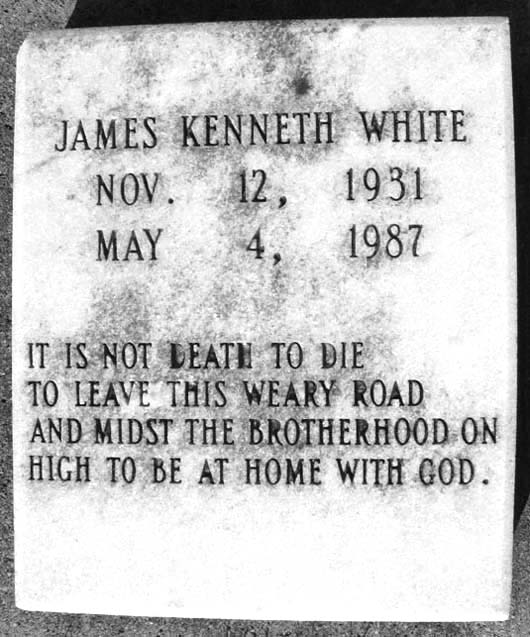 JAMES KENNETH WHITE
NOV. 12, 1931
MAY 4, 1987
IT IS NOT DEATH TO DIE
TO LEAVE THIS WEARY ROAD
AND MIDST THE BROTHERHOOD ON
HIGH TO BE AT HOME WITH GOD.